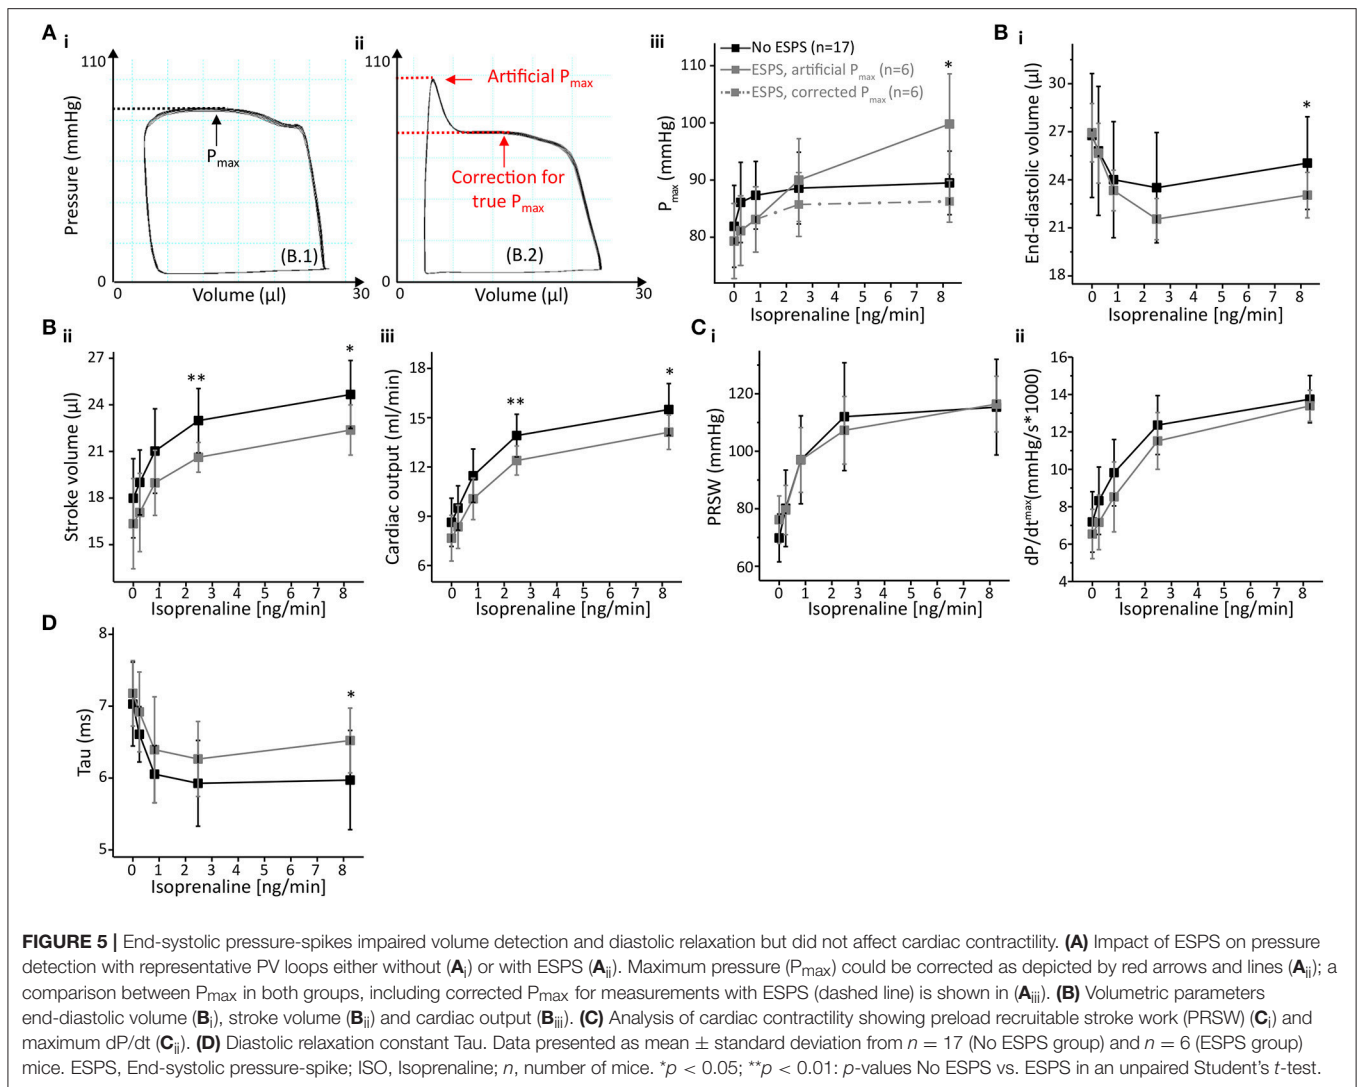 A
i
110
Pressure (mmHg)
P max
(B.1)
0
0
Volume (µl)
30
ii
110
Artificial P max
Correction for
true P max
(B.2)
0
0
Volume (µl)
30
iii
No ESPS (n=17)
ESPS, artificial P max (n=6)
ESPS, corrected P max (n=6)
*
110
100
90
80
P max (mmHg)
0 1 2 3 4 5 6 7 8
Isoprenaline [ng/min]
B
i
30
27
24
21
18
End-diastolic volume (µl)
*
0 1 2 3 4 5 6 7 8
Isoprenaline [ng/min]
B
ii
27
24
21
18
15
Stroke volume (µl)
**
*
0 1 2 3 4 5 6 7 8
Isoprenaline [ng/min]
iii
18
15
12
9
6
Cardiac output (ml/min)
**
*
0 1 2 3 4 5 6 7 8
Isoprenaline [ng/min]
C
i
120
100
80
60
PRSW (mmHg)
0 1 2 3 4 5 6 7 8
Isoprenaline [ng/min]
ii
16
14
12
10
8
6
4
dP/dt max (mmHg/s*1000)
0 1 2 3 4 5 6 7 8
Isoprenaline [ng/min]
D
8
7
6
5
Tau (ms)
*
0 1 2 3 4 5 6 7 8
Isoprenaline [ng/min]
FIGURE 5 | End-systolic pressure-spikes impaired volume detection and diastolic relaxation but did not affect cardiac contractility. (A) Impact of ESPS on pressure
detection with representative PV loops either without (Ai) or with ESPS (Aii). Maximum pressure (Pmax) could be corrected as depicted by red arrows and lines (Aii); a
comparison between Pmax in both groups, including corrected Pmax for measurements with ESPS (dashed line) is shown in (Aiii). (B) Volumetric parameters
end-diastolic volume (Bi), stroke volume (Bii) and cardiac output (Biii). (C) Analysis of cardiac contractility showing preload recruitable stroke work (PRSW) (Ci) and
maximum dP/dt (Cii). (D) Diastolic relaxation constant Tau. Data presented as mean ± standard deviation from n = 17 (No ESPS group) and n = 6 (ESPS group)
mice. ESPS, End-systolic pressure-spike; ISO, Isoprenaline; n, number of mice. *p < 0.05; **p < 0.01: p-values No ESPS vs. ESPS in an unpaired Student's t-test.